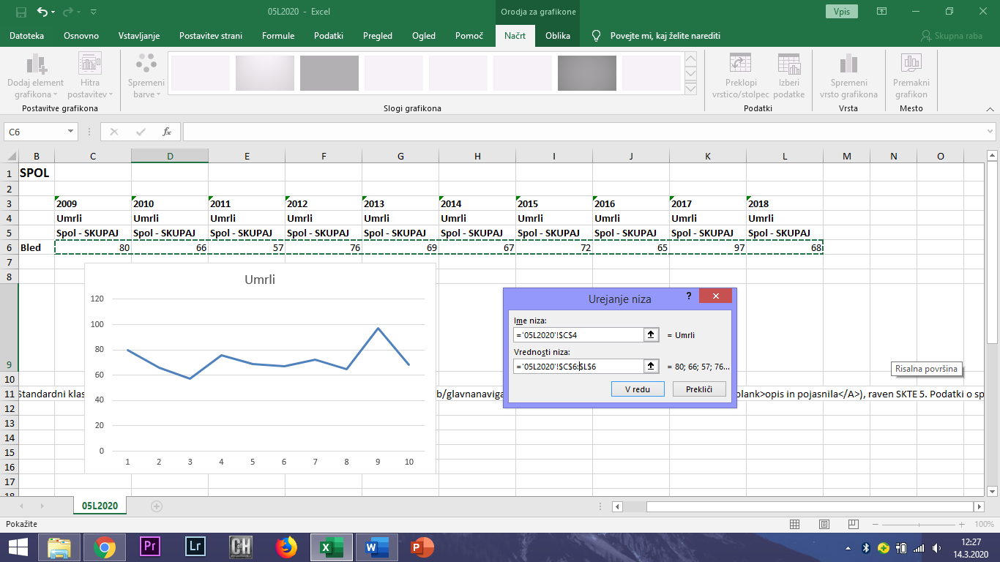 05L2020 - Excel
Orodja za grafikone
Vpis
Datoteka Osnovno Vstavljanje Postavitev strani Formule Podatki Pregled Ogled Pomoč Načrt Oblika Povejte mi, kaj želite narediti Skupna raba
Dodaj element grafikona
Hitra postavitev
Postavitve grafikona
Spremeni barve
Slogi grafikona
Preklopi vrstico/stolpec
Izberi podatke
Podatki
Spremeni vrsto grafikona
Vrsta
Premakni grafikon
Mesto
C6 fx
B C D E F G H I J K L M N O
1 SPOL
2
3 2009 2010 2011 2012 2013 2014 2015 2016 2017 2018
4 Umrli Umrli Umrli Umrli Umrli Umrli Umrli Umrli Umrli Umrli
5 Spol - SKUPAJ Spol - SKUPAJ Spol - SKUPAJ Spol - SKUPAJ Spol - SKUPAJ Spol - SKUPAJ Spol - SKUPAJ Spol - SKUPAJ Spol - SKUPAJ Spol - SKUPAJ
6 Bled 80 66 57 76 69 67 72 65 97 68
7
8
9
10
11 Standardni klas b/glavnanaviga plank>opis in pojasnila</A>), raven SKTE 5. Podatki o sp
12
13
14
15
16
17
18
Umrli
120
100
80
60
40
20
0
1 2 3 4 5 6 7 8 9 10
Urejanje niza
?
Ime niza:
='05L2020'!$C$4 = Umrli
Vrednosti niza:
='05L2020'!$C$6:$L$6 = 80; 66; 57; 76...
V redu Prekliči
Risalna površina
05L2020
Pokažite 100%
Pr Lr CofH X W P
12:27
14.3.2020